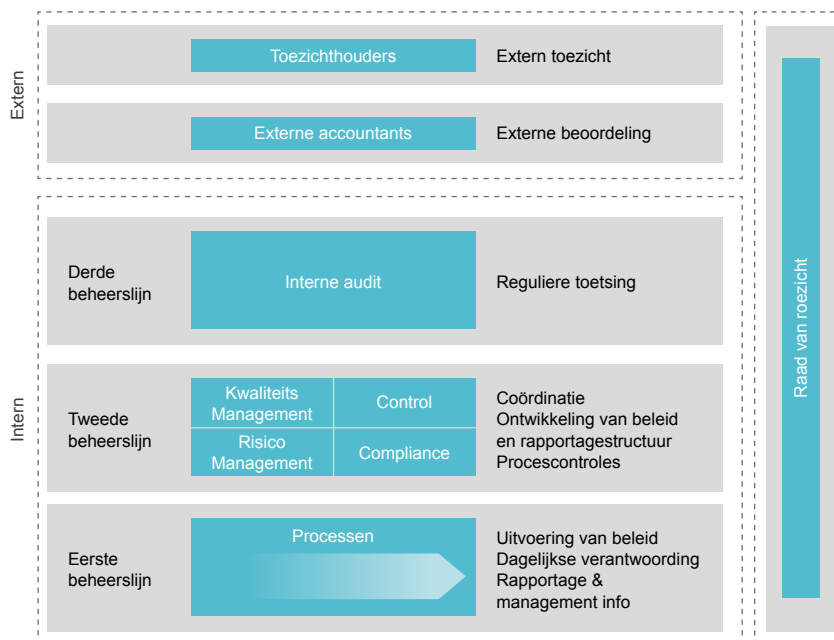 Extern
Toezichthouders
Extern toezicht
Externe accountants
Externe beoordeling
Intern
Derde
beheerslijn
Interne audit
Reguliere toetsing
Tweede
beheerslijn
Kwaliteits
Management
Control
Risico
Management
Compliance
Coördinatie
Ontwikkeling van beleid
en rapportagestructuur
Procescontroles
Eerste
beheerslijn
Processen
Uitvoering van beleid
Dagelijkse verantwoording
Rapportage &
management info
Raad van roezicht